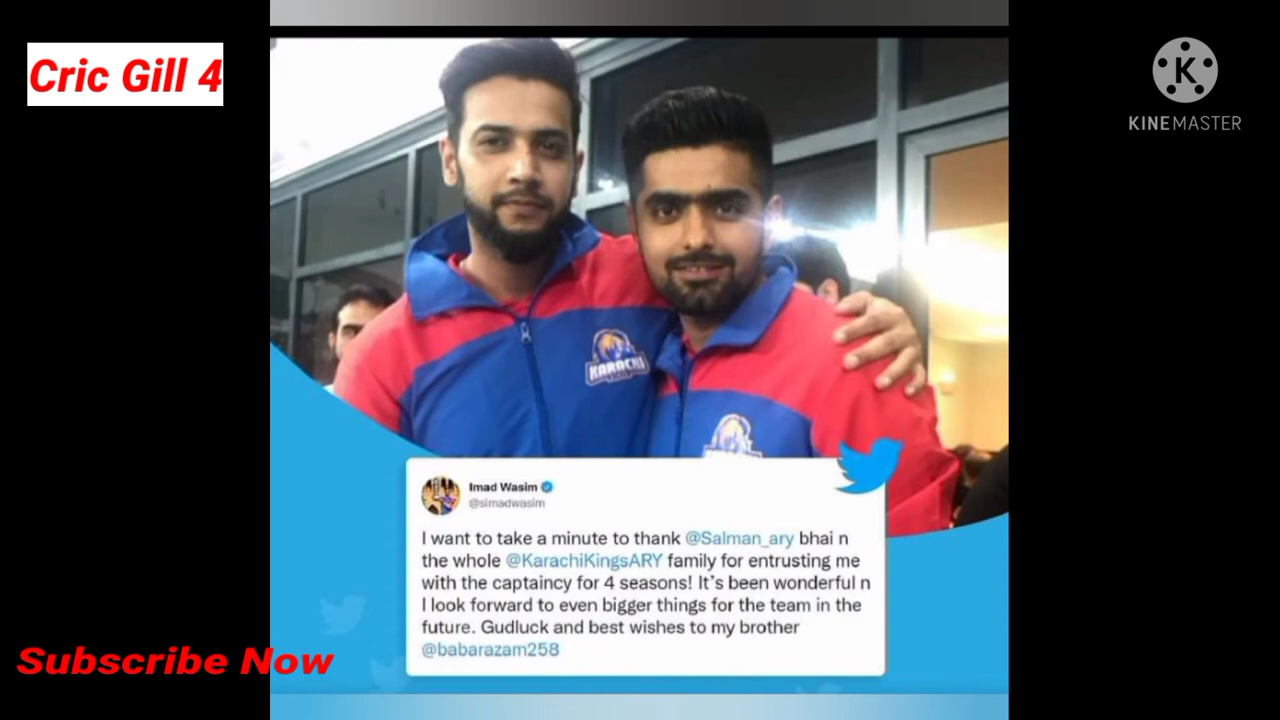 Cric Gill 4
KINEMASTER
KARACHI
Imad Wasim
@simadwasim
I want to take a minute to thank @Salman_ary bhai n
the whole @KarachiKingsARY family for entrusting me
with the captaincy for 4 seasons! It's been wonderful n
I look forward to even bigger things for the team in the
future. Gudluck and best wishes to my brother
@babarazam258
Subscribe Now